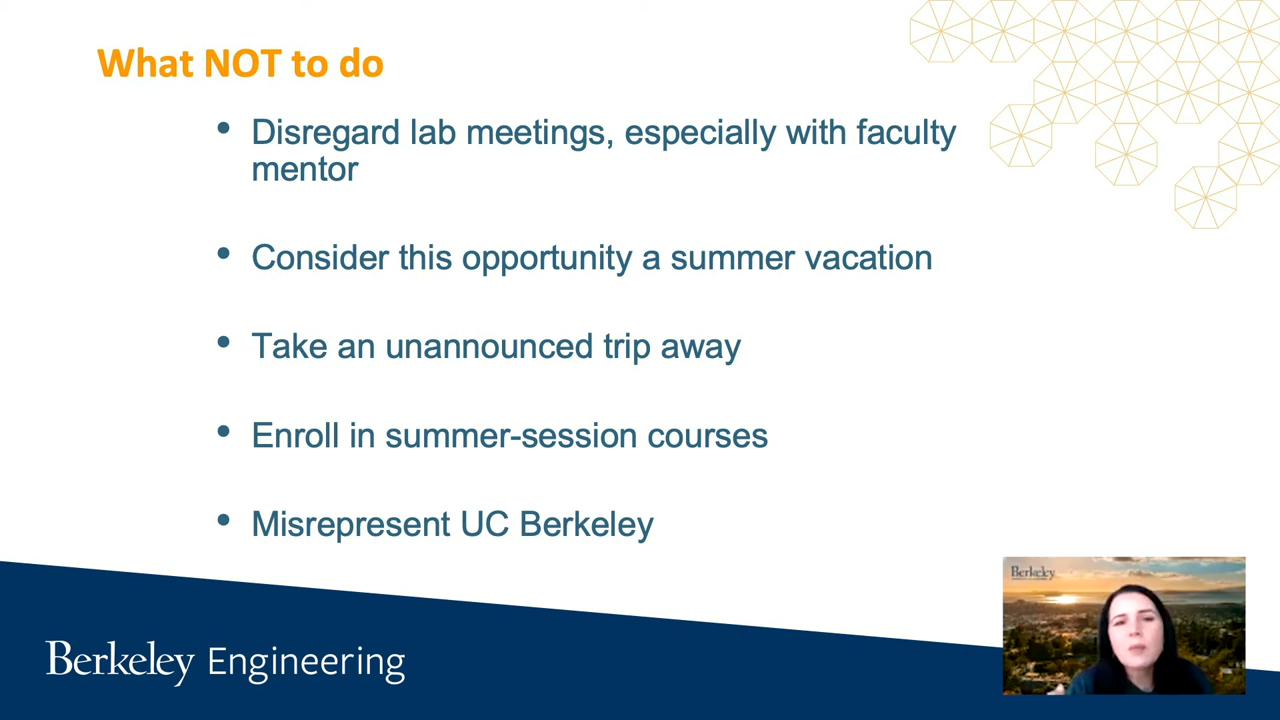 What NOT to do
• Disregard lab meetings, especially with faculty
mentor
• Consider this opportunity a summer vacation
• Take an unannounced trip away
• Enroll in summer-session courses
• Misrepresent UC Berkeley
Berkeley
Berkeley Engineering